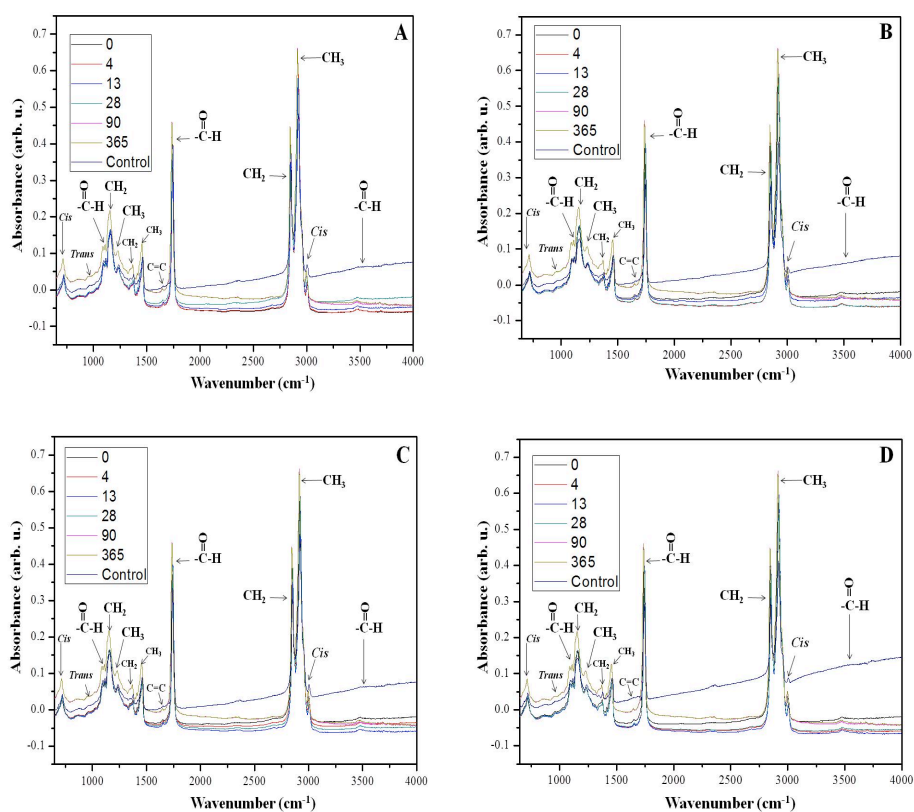 A
0
4
13
28
90
365
Control
Absorbance (arb. u.)
0.7
0.6
0.5
0.4
0.3
0.2
0.1
0.0
-0.1
CH₃
O
-C-H
CH₂
O
-C-H
CH₂
CH₃
O
-C-H
Cis
Trans
CH₂
CH₃
C=C
Cis
1000 1500 2000 2500 3000 3500 4000
Wavenumber (cm⁻¹)
B
0
4
13
28
90
365
Control
Absorbance (arb. u.)
0.7
0.6
0.5
0.4
0.3
0.2
0.1
0.0
-0.1
CH₃
O
-C-H
CH₂
O
-C-H
CH₂
CH₃
O
-C-H
Cis
Trans
CH₂
CH₃
C=C
Cis
1000 1500 2000 2500 3000 3500 4000
Wavenumber (cm⁻¹)
C
0
4
13
28
90
365
Control
Absorbance (arb. u.)
0.7
0.6
0.5
0.4
0.3
0.2
0.1
0.0
-0.1
CH₃
O
-C-H
CH₂
O
-C-H
CH₂
CH₃
O
-C-H
Cis
Trans
CH₂
CH₃
C=C
Cis
1000 1500 2000 2500 3000 3500 4000
Wavenumber (cm⁻¹)
D
0
4
13
28
90
365
Control
Absorbance (arb. u.)
0.7
0.6
0.5
0.4
0.3
0.2
0.1
0.0
-0.1
CH₃
O
-C-H
CH₂
O
-C-H
CH₂
CH₃
O
-C-H
Cis
Trans
CH₂
CH₃
C=C
Cis
1000 1500 2000 2500 3000 3500 4000
Wavenumber (cm⁻¹)